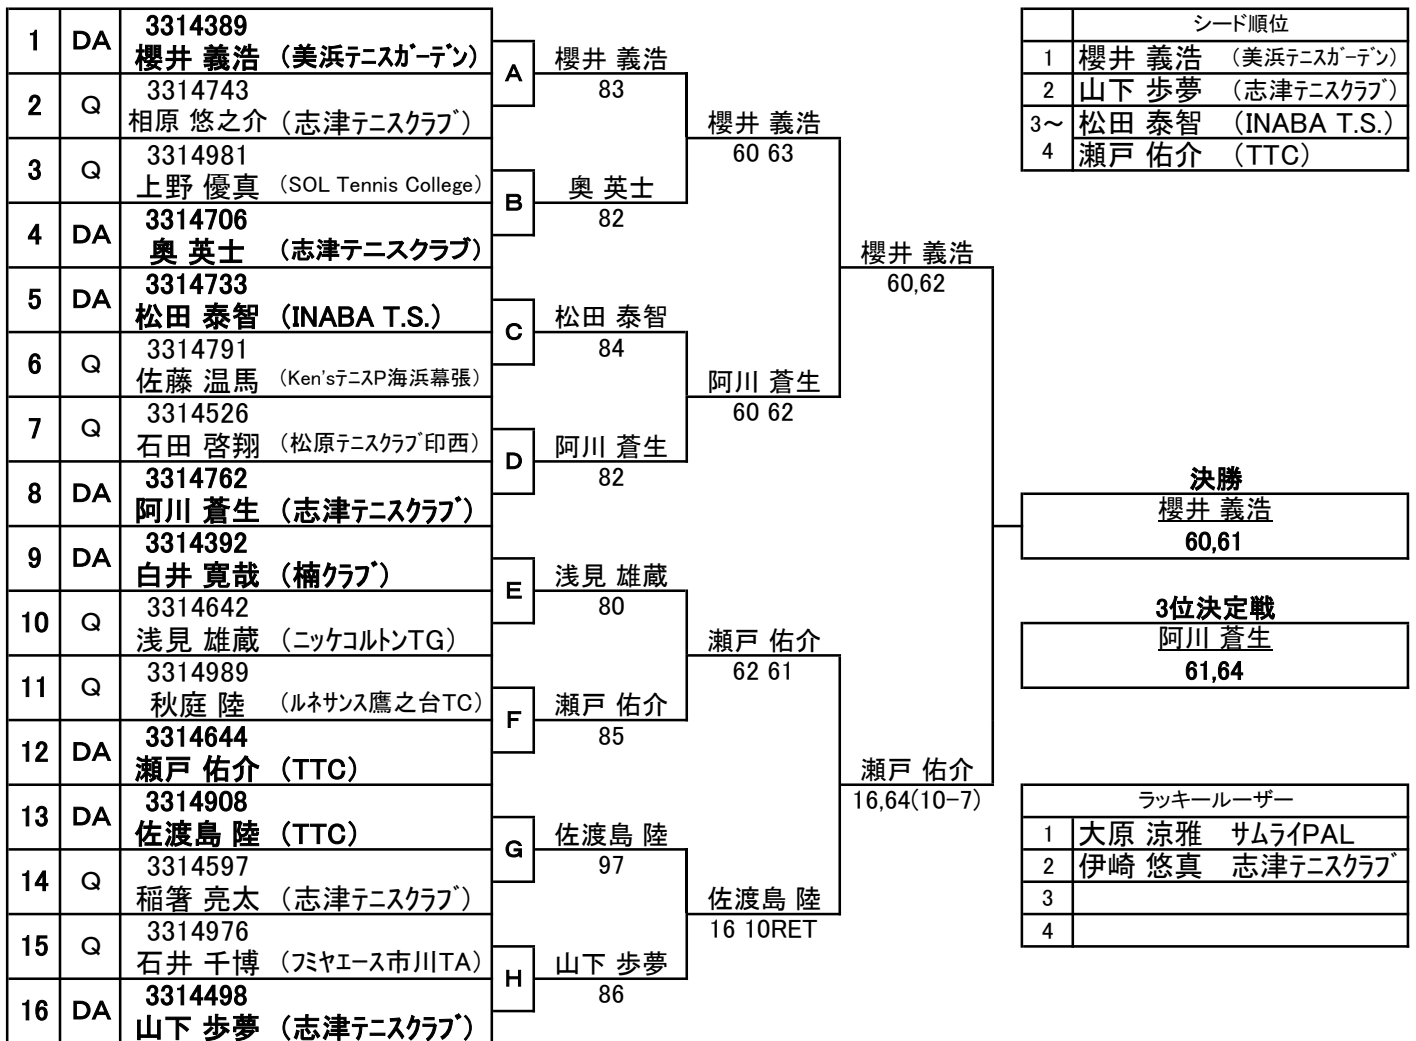 1 DA 3314389
櫻井 義浩 (美浜テニスガーデン)
2 Q 3314743
相原 悠之介 (志津テニスクラブ)
3 Q 3314981
上野 優真 (SOL Tennis College)
4 DA 3314706
奥 英士 (志津テニスクラブ)
5 DA 3314733
松田 泰智 (INABA T.S.)
6 Q 3314791
佐藤 温馬 (Ken'sテニスP海浜幕張)
7 Q 3314526
石田 啓翔 (松原テニスクラブ印西)
8 DA 3314762
阿川 蒼生 (志津テニスクラブ)
9 DA 3314392
白井 寛哉 (楠クラブ)
10 Q 3314642
浅見 雄蔵 (ニッケコルトンTG)
11 Q 3314989
秋庭 陸 (ルネサンス鷹之台TC)
12 DA 3314644
瀬戸 佑介 (TTC)
13 DA 3314908
佐渡島 陸 (TTC)
14 Q 3314597
稲箸 亮太 (志津テニスクラブ)
15 Q 3314976
石井 千博 (フミヤエース市川TA)
16 DA 3314498
山下 歩夢 (志津テニスクラブ)
A
櫻井 義浩
83
B
奥 英士
82
C
松田 泰智
84
D
阿川 蒼生
82
E
浅見 雄蔵
80
F
瀬戸 佑介
85
G
佐渡島 陸
97
H
山下 歩夢
86
櫻井 義浩
60 63
阿川 蒼生
60 62
瀬戸 佑介
62 61
佐渡島 陸
16 10RET
櫻井 義浩
60,62
瀬戸 佑介
16,64(10-7)
シード順位
1 櫻井 義浩 (美浜テニスガーデン)
2 山下 歩夢 (志津テニスクラブ)
3～ 松田 泰智 (INABA T.S.)
4 瀬戸 佑介 (TTC)
決勝
櫻井 義浩
60,61
3位決定戦
阿川 蒼生
61,64
ラッキールーザー
1 大原 涼雅 サムライPAL
2 伊崎 悠真 志津テニスクラブ
3
4